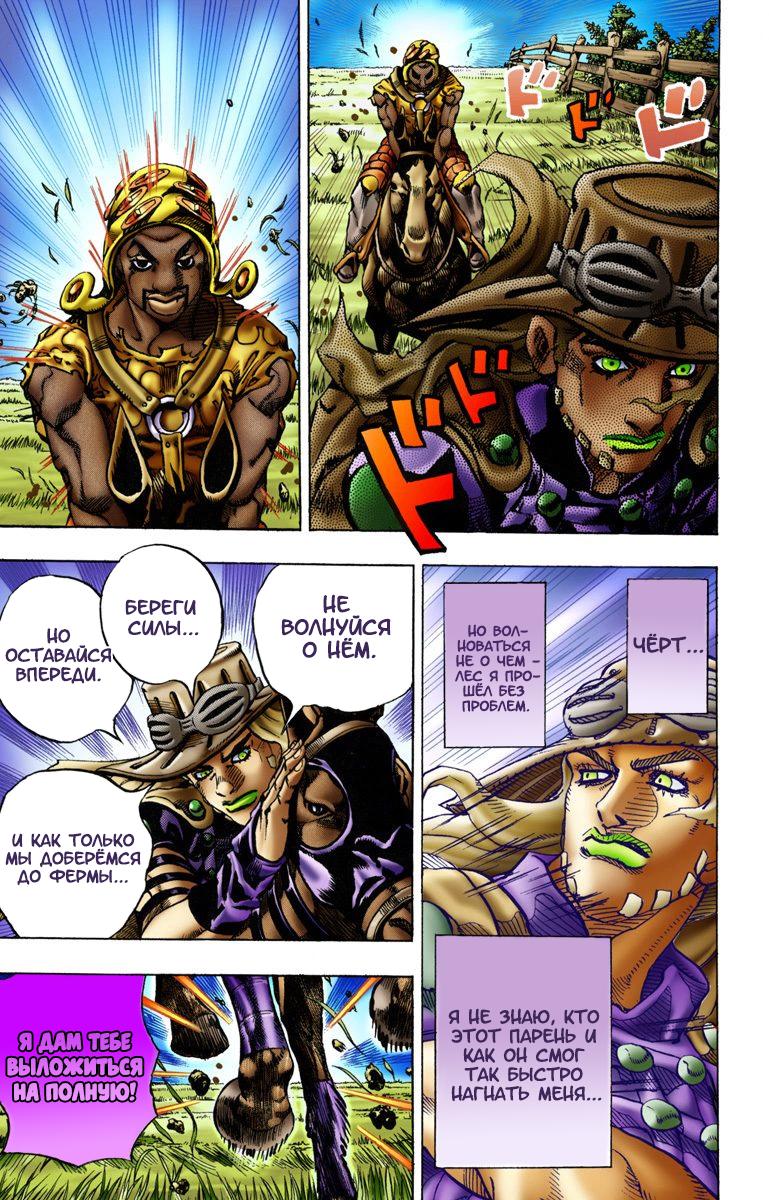 ド
ド
ド
ド
ド
ЧЁРТ...
НО ВОЛ-
НОВАТЬСЯ
НЕ О ЧЕМ -
ЛЕС Я ПРО-
ШЁЛ БЕЗ
ПРОБЛЕМ.
Я НЕ ЗНАЮ, КТО
ЭТОТ ПАРЕНЬ И
КАК ОН СМОГ
ТАК БЫСТРО
НАГНАТЬ МЕНЯ...
НЕ
ВОЛНУЙСЯ
О НЁМ.
БЕРЕГИ
СИЛЫ...
НО
ОСТАВАЙСЯ
ВПЕРЕДИ.
И КАК ТОЛЬКО
МЫ ДОБЕРЁМСЯ
ДО ФЕРМЫ...
Я ДАМ ТЕБЕ
ВЫЛОЖИТЬСЯ
НА ПОЛНУЮ!